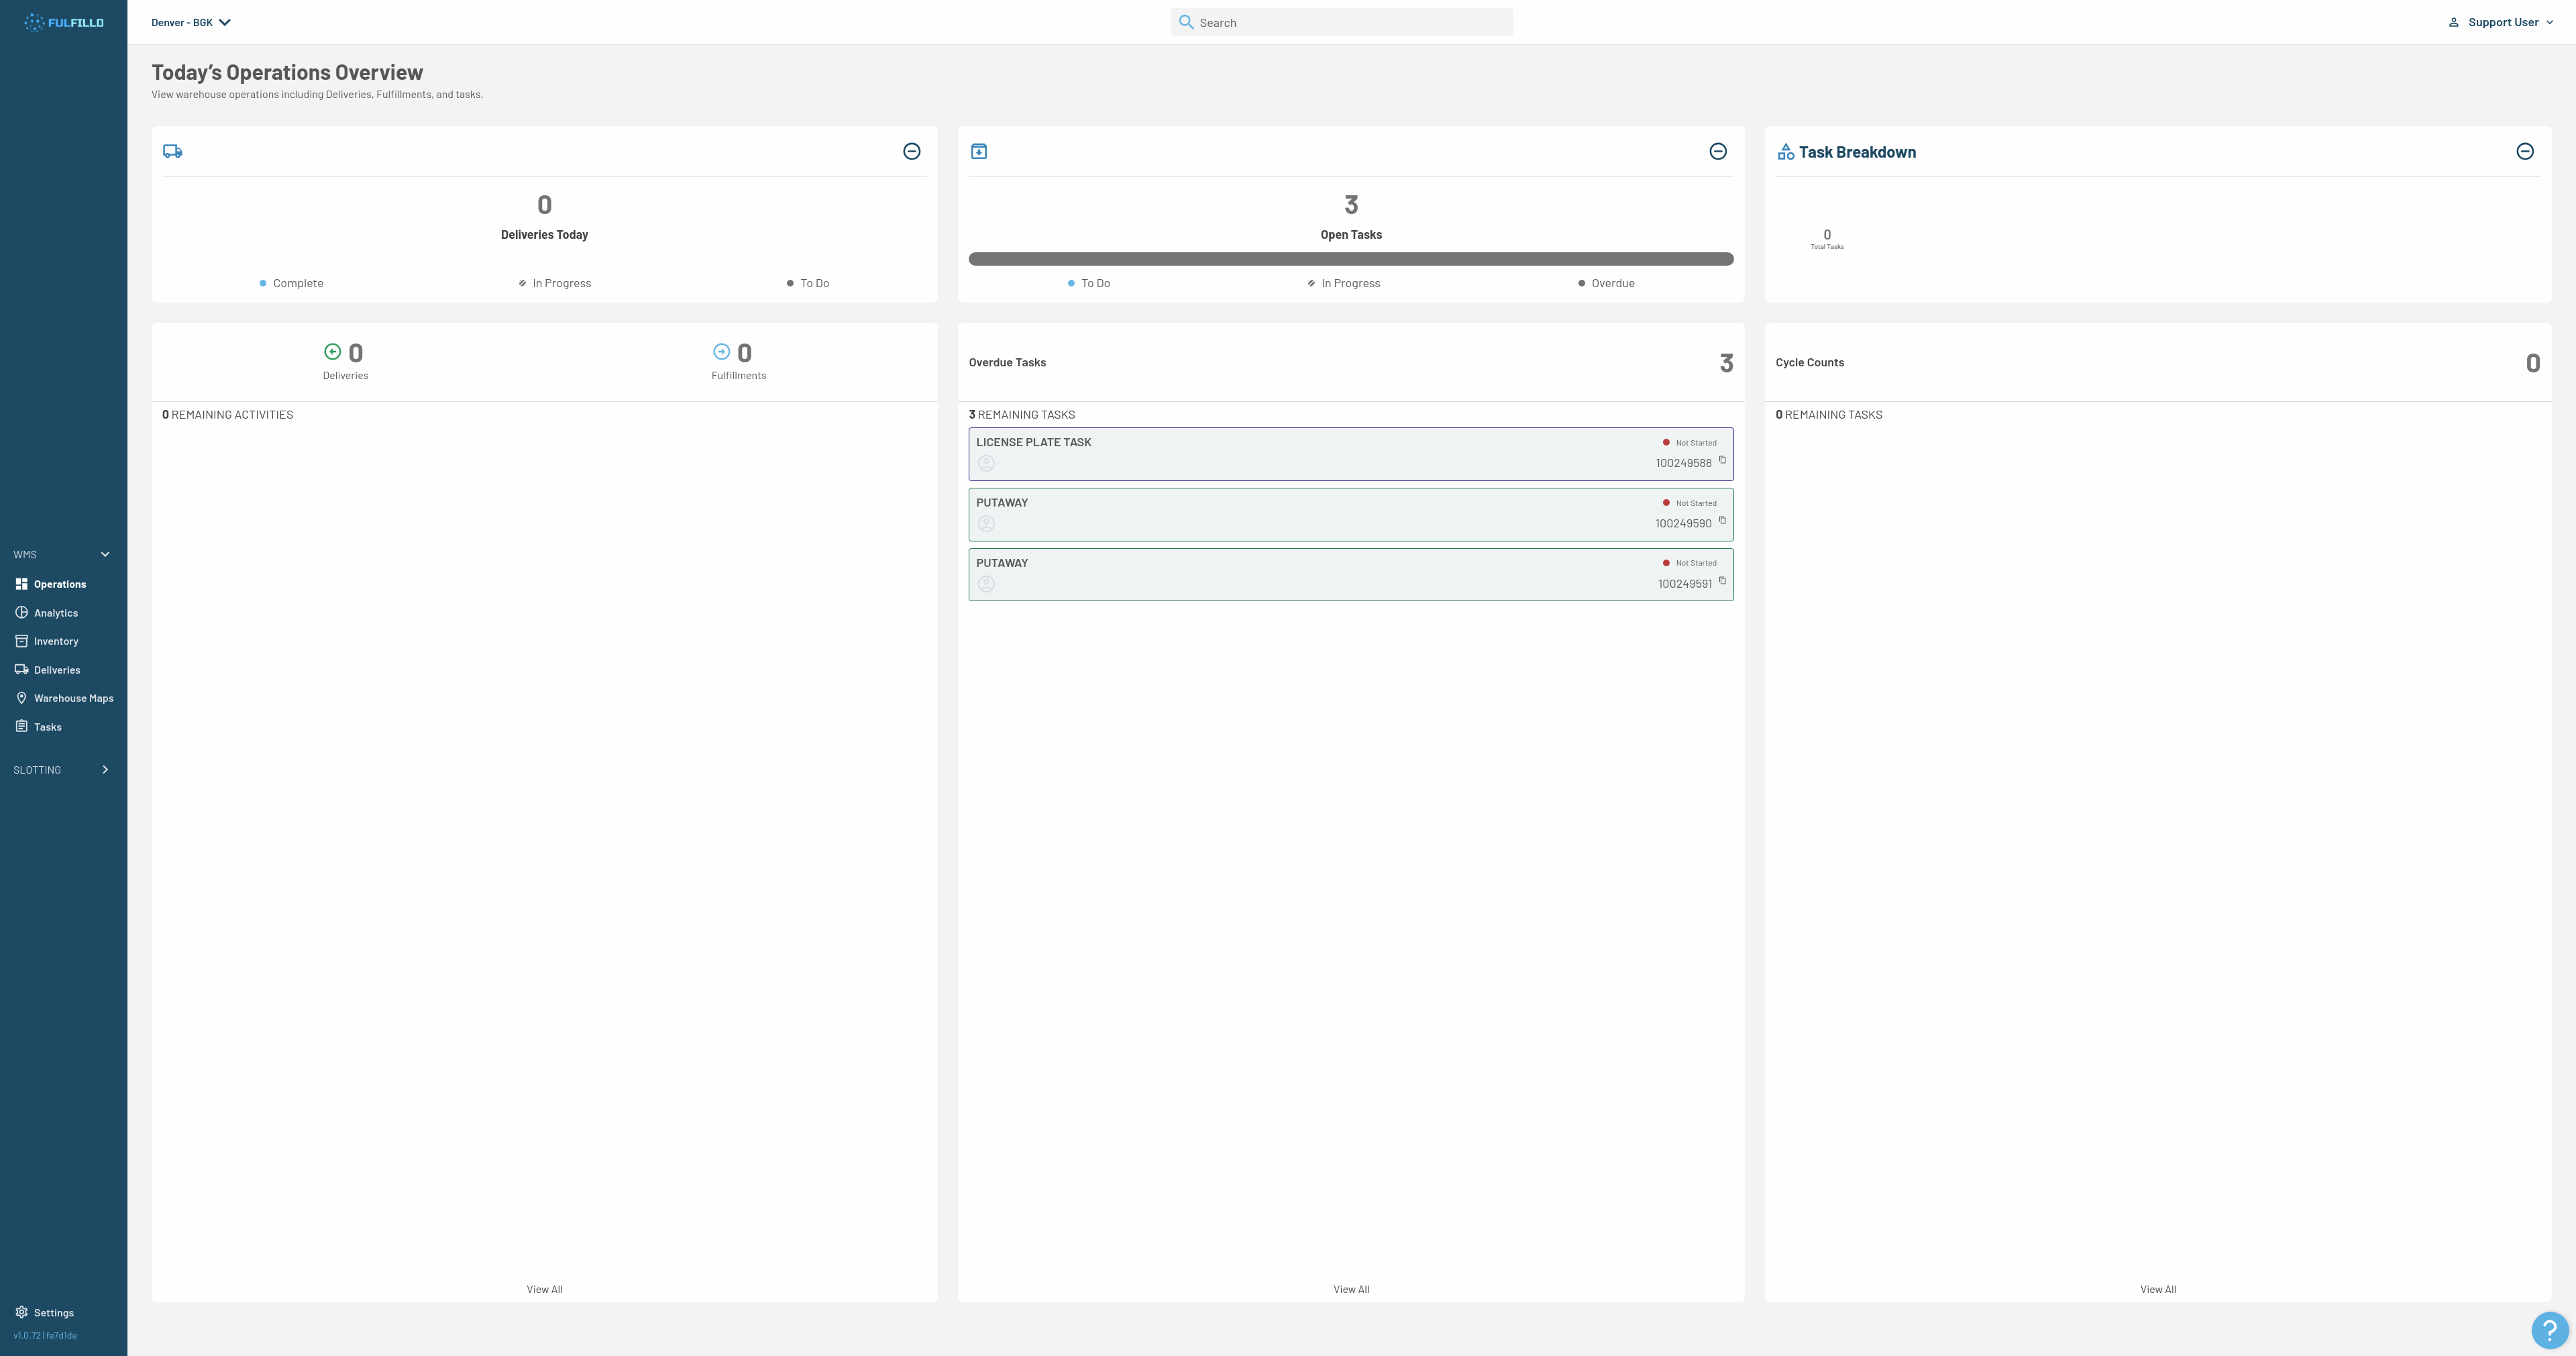 FULFILLD
Denver - BGK
Search
Support User
Today's Operations Overview
View warehouse operations including Deliveries, Fulfillments, and tasks.
0
Deliveries Today
Complete
In Progress
To Do
3
Open Tasks
To Do
In Progress
Overdue
Task Breakdown
0
Total Tasks
0
Deliveries
0
Fulfillments
0 REMAINING ACTIVITIES
View All
Overdue Tasks
3
3 REMAINING TASKS
LICENSE PLATE TASK
Not Started
100249588
PUTAWAY
Not Started
100249590
PUTAWAY
Not Started
100249591
View All
Cycle Counts
0
0 REMAINING TASKS
View All
WMS
Operations
Analytics
Inventory
Deliveries
Warehouse Maps
Tasks
SLOTTING
Settings
v1.0.72 | fe7d1de
?